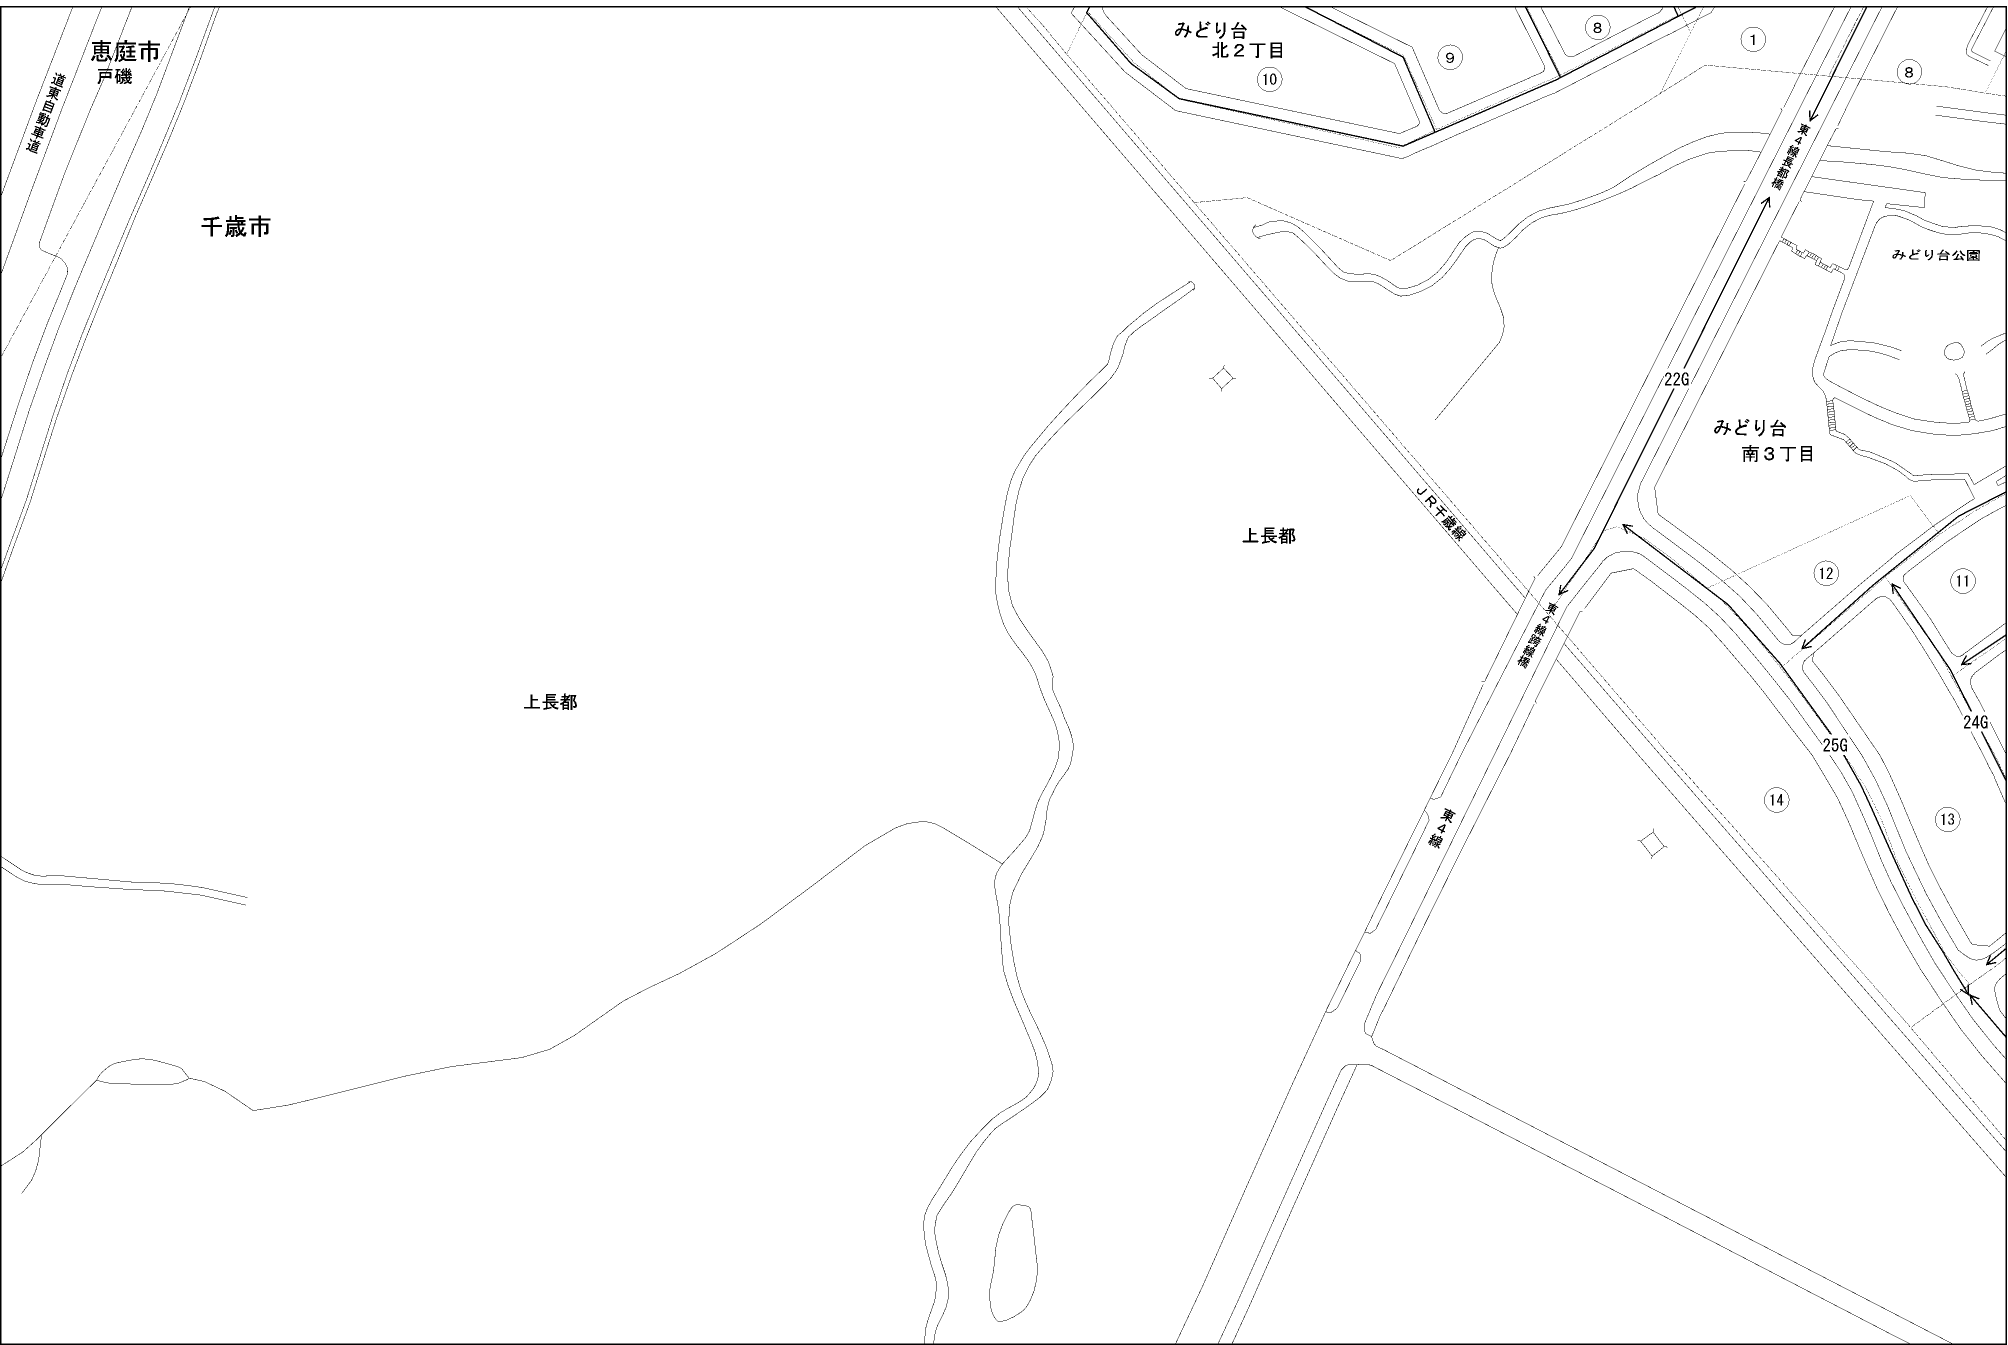 恵庭市
戸磯
道東自動車道
千歳市
みどり台
北２丁目
⑩
⑨
⑧
①
⑧
東４線長都橋
みどり台公園
22G
みどり台
南３丁目
ＪＲ千歳線
上長都
⑫
⑪
東４線跨線橋
上長都
24G
25G
⑭
⑬
東４線